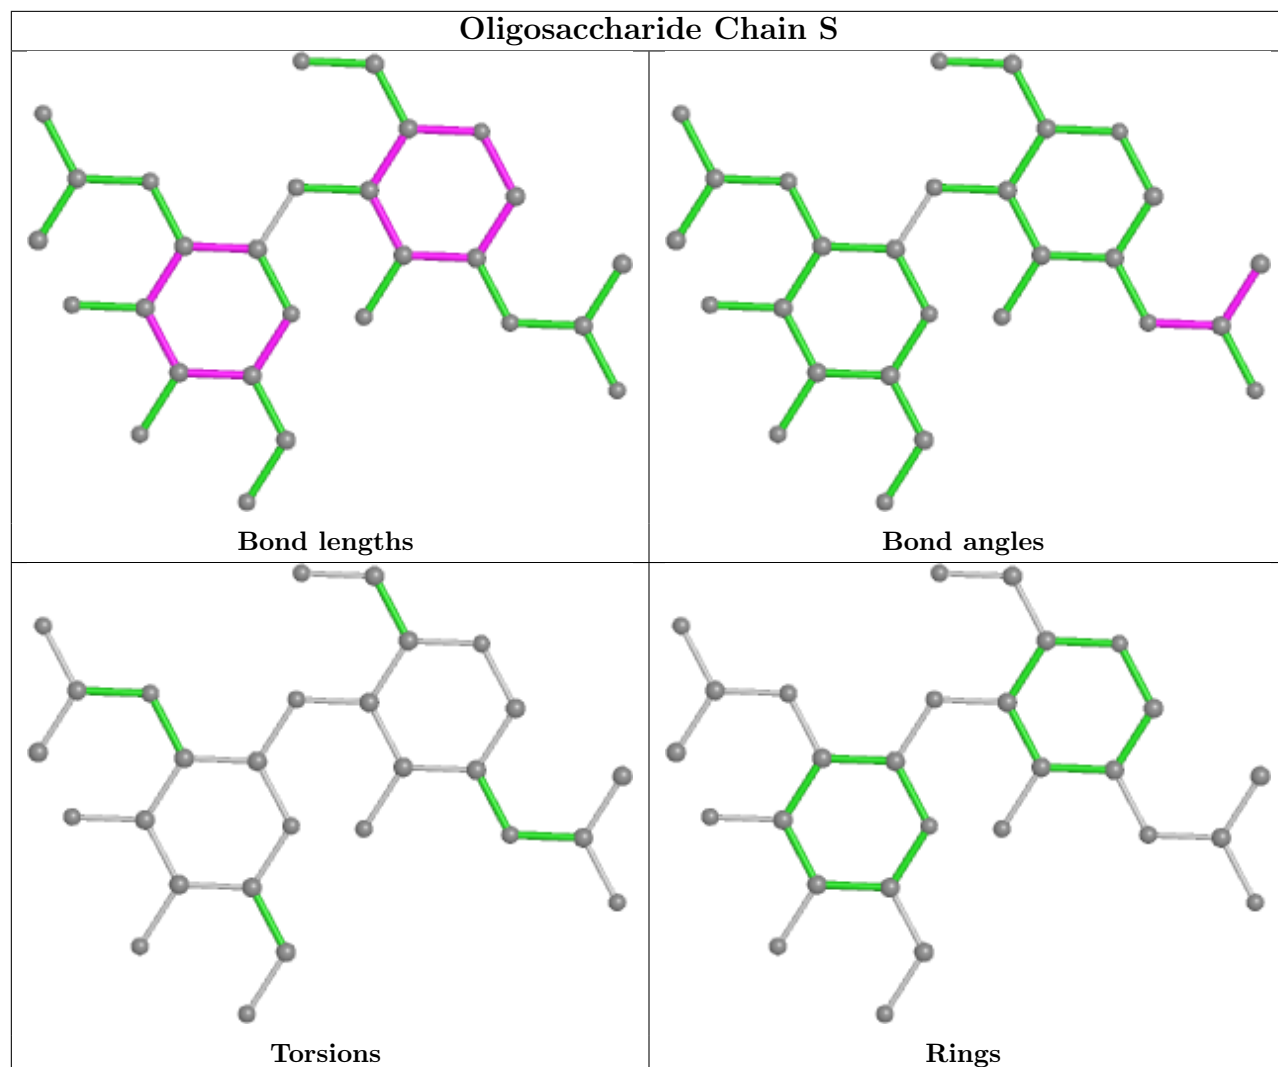 Oligosaccharide Chain S
Bond lengths
Bond angles
Torsions
Rings